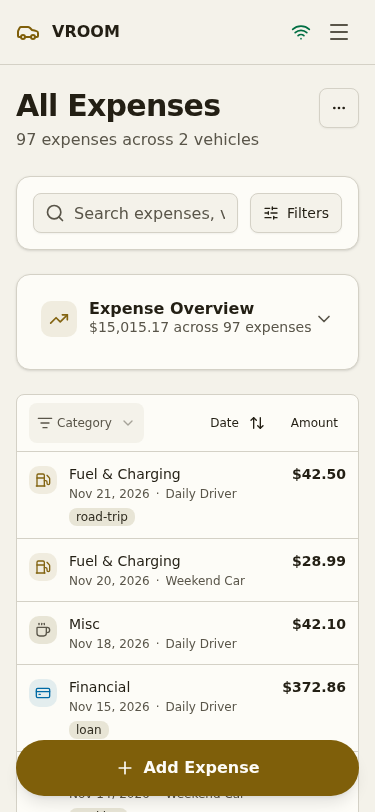 VROOM
All Expenses
97 expenses across 2 vehicles
Search expenses,
Filters
Expense Overview
$15,015.17 across 97 expenses
Category Date Amount
Fuel & Charging $42.50
Nov 21, 2026 · Daily Driver
road-trip
Fuel & Charging $28.99
Nov 20, 2026 · Weekend Car
Misc $42.10
Nov 18, 2026 · Daily Driver
Financial $372.86
Nov 15, 2026 · Daily Driver
loan
Add Expense